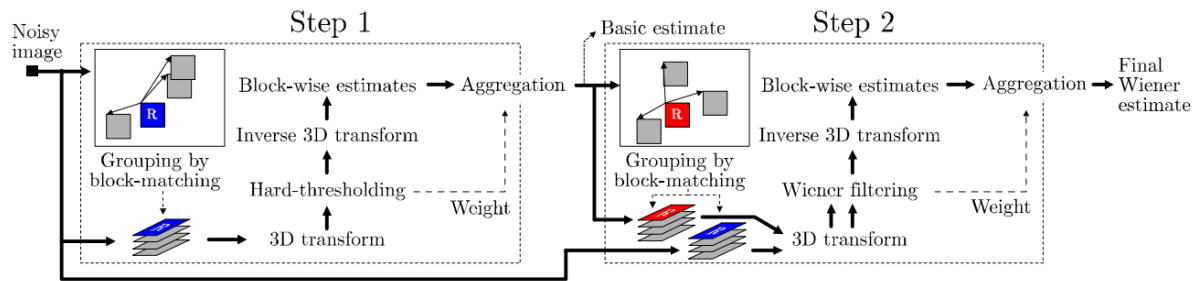 Step 1
Step 2
Noisy
image
Basic estimate
R
Block-wise estimates
Aggregation
Inverse 3D transform
Grouping by
block-matching
Hard-thresholding
Weight
R
3D transform
R
Block-wise estimates
Aggregation
Final
Wiener
estimate
Inverse 3D transform
Grouping by
block-matching
Wiener filtering
Weight
R
R
3D transform